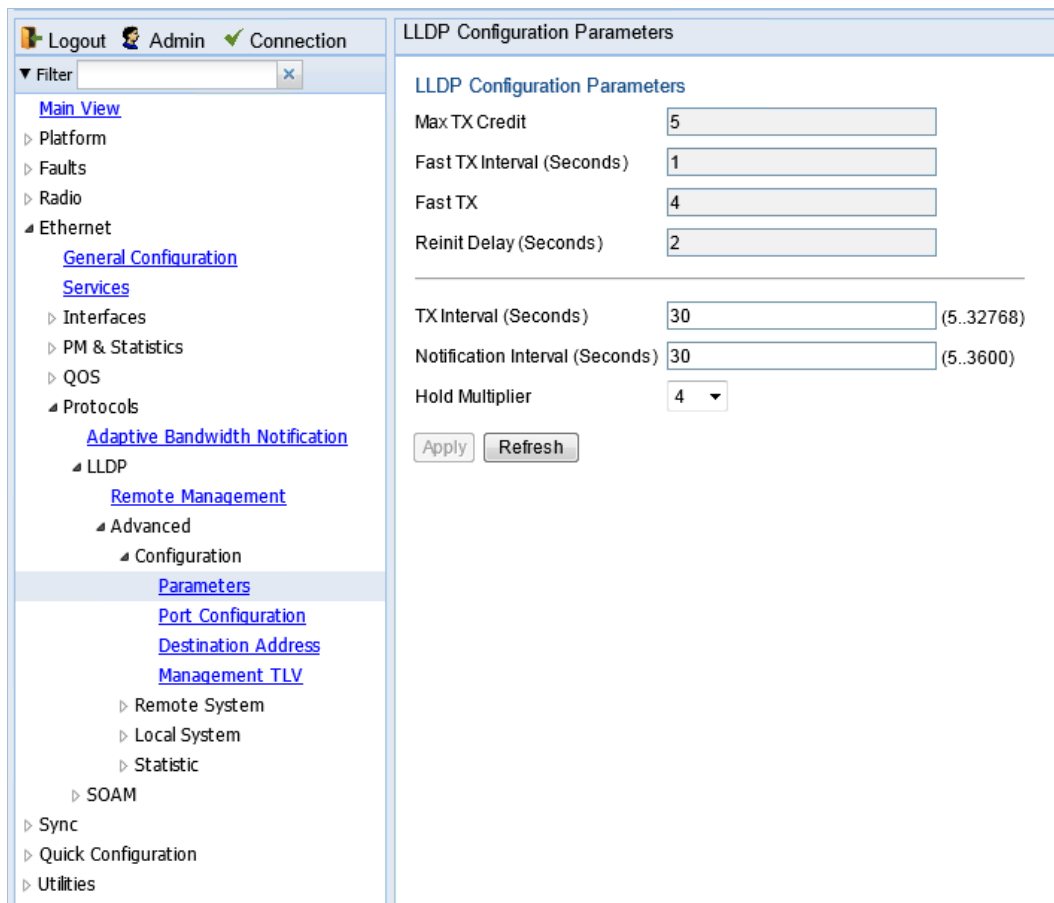 Logout Admin Connection
Filter
Main View
Platform
Faults
Radio
Ethernet
General Configuration
Services
Interfaces
PM & Statistics
QOS
Protocols
Adaptive Bandwidth Notification
LLDP
Remote Management
Advanced
Configuration
Parameters
Port Configuration
Destination Address
Management TLV
Remote System
Local System
Statistic
SOAM
Sync
Quick Configuration
Utilities
LLDP Configuration Parameters
LLDP Configuration Parameters
Max TX Credit 5
Fast TX Interval (Seconds) 1
Fast TX 4
Reinit Delay (Seconds) 2
TX Interval (Seconds) 30 (5..32768)
Notification Interval (Seconds) 30 (5..3600)
Hold Multiplier 4
Apply Refresh